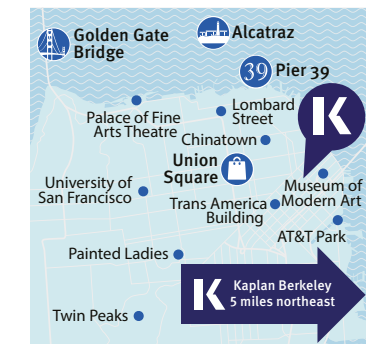 Golden Gate
Bridge
Alcatraz
39 Pier 39
Palace of Fine
Arts Theatre
Lombard
Street
K
Chinatown
Union
Square
University of
San Francisco
Museum of
Modern Art
Trans America
Building
AT&T Park
Painted Ladies
K
Kaplan Berkeley
5 miles northeast
Twin Peaks